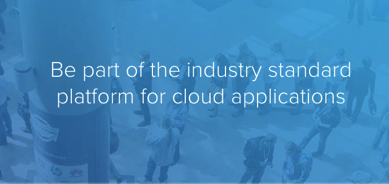 Be part of the industry standard
platform for cloud applications